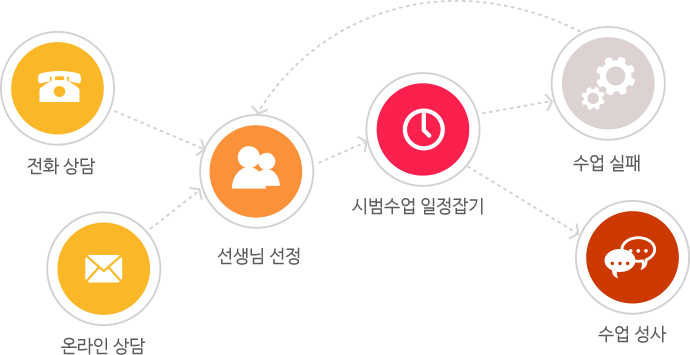 전화 상담
온라인 상담
선생님 선정
시범수업 일정잡기
수업 실패
수업 성사